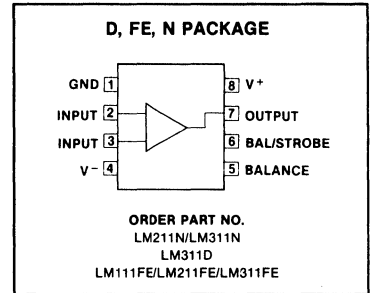 D, FE, N PACKAGE
GND 1
8 V+
INPUT 2
7 OUTPUT
INPUT 3
6 BAL/STROBE
V- 4
5 BALANCE
ORDER PART NO.
LM211N/LM311N
LM311D
LM111FE/LM211FE/LM311FE